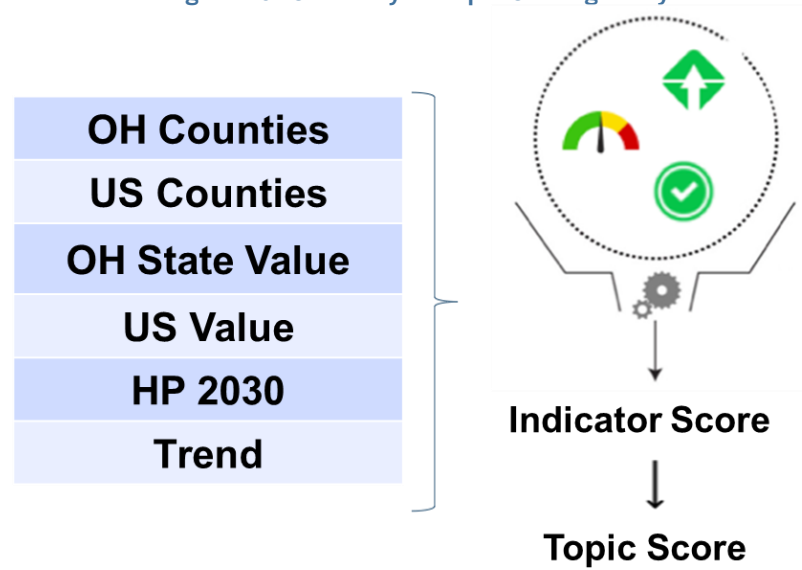 OH Counties
US Counties
OH State Value
US Value
HP 2030
Trend
Indicator Score
Topic Score